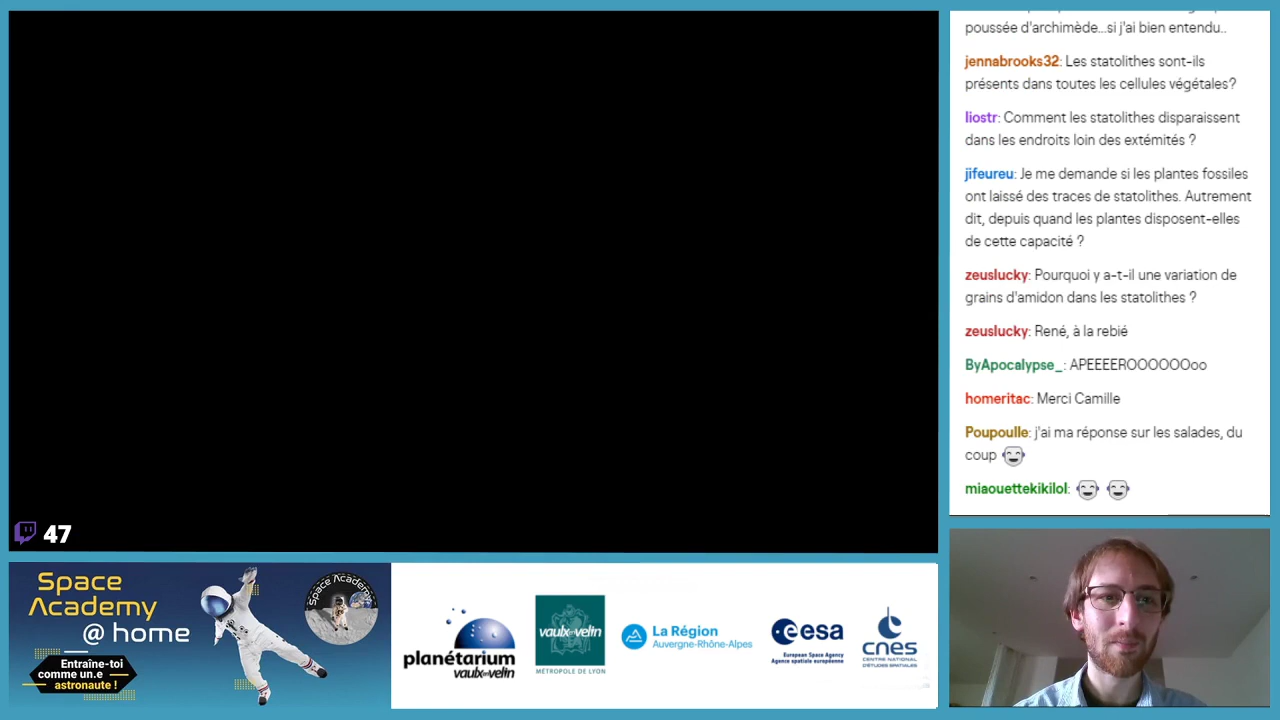 poussée d'archimède...si j'ai bien entendu..
jennabrooks32: Les statolithes sont-ils
présents dans toutes les cellules végétales?
liostr: Comment les statolithes disparaissent
dans les endroits loin des extémités ?
jifeureu: Je me demande si les plantes fossiles
ont laissé des traces de statolithes. Autrement
dit, depuis quand les plantes disposent-elles
de cette capacité ?
zeuslucky: Pourquoi y a-t-il une variation de
grains d'amidon dans les statolithes ?
zeuslucky: René, à la rebié
ByApocalypse_: APEEEEROOOOOOoo
homeritac: Merci Camille
Poupoulle: j'ai ma réponse sur les salades, du
coup
miaouettekikilol:
47
Space
Academy
@ home
Entraîne-toi
comme un.e
astronaute !
Space Academy
planétarium
vaulx en velin
vaulx en velin
MÉTROPOLE DE LYON
La Région
Auvergne-Rhône-Alpes
esa
European Space Agency
Agence spatiale européenne
cnes
CENTRE NATIONAL
D'ÉTUDES SPATIALES